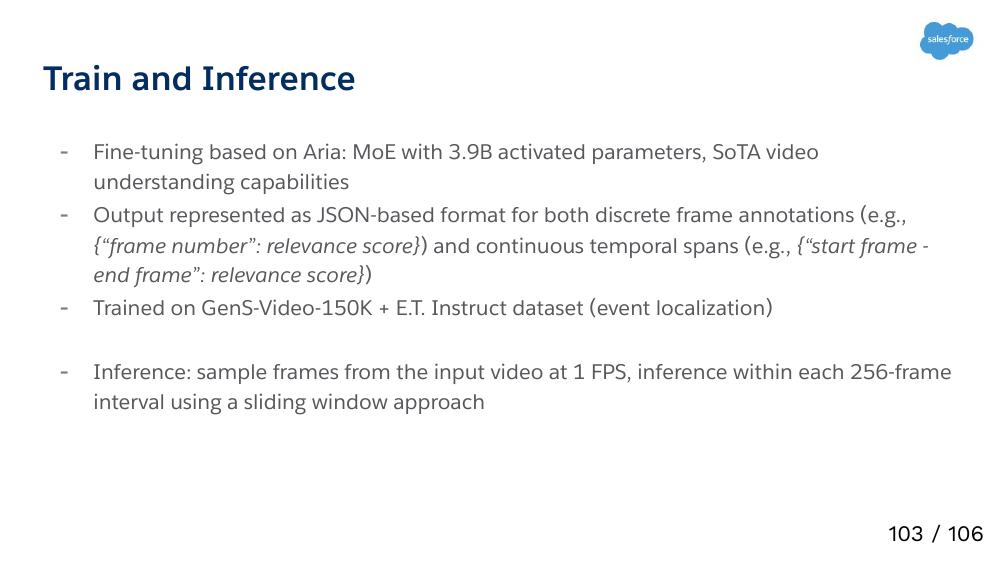 salesforce
Train and Inference
- Fine-tuning based on Aria: MoE with 3.9B activated parameters, SoTA video
understanding capabilities
- Output represented as JSON-based format for both discrete frame annotations (e.g.,
{“frame number”: relevance score}) and continuous temporal spans (e.g., {“start frame -
end frame”: relevance score})
- Trained on GenS-Video-150K + E.T. Instruct dataset (event localization)
- Inference: sample frames from the input video at 1 FPS, inference within each 256-frame
interval using a sliding window approach
103 / 106